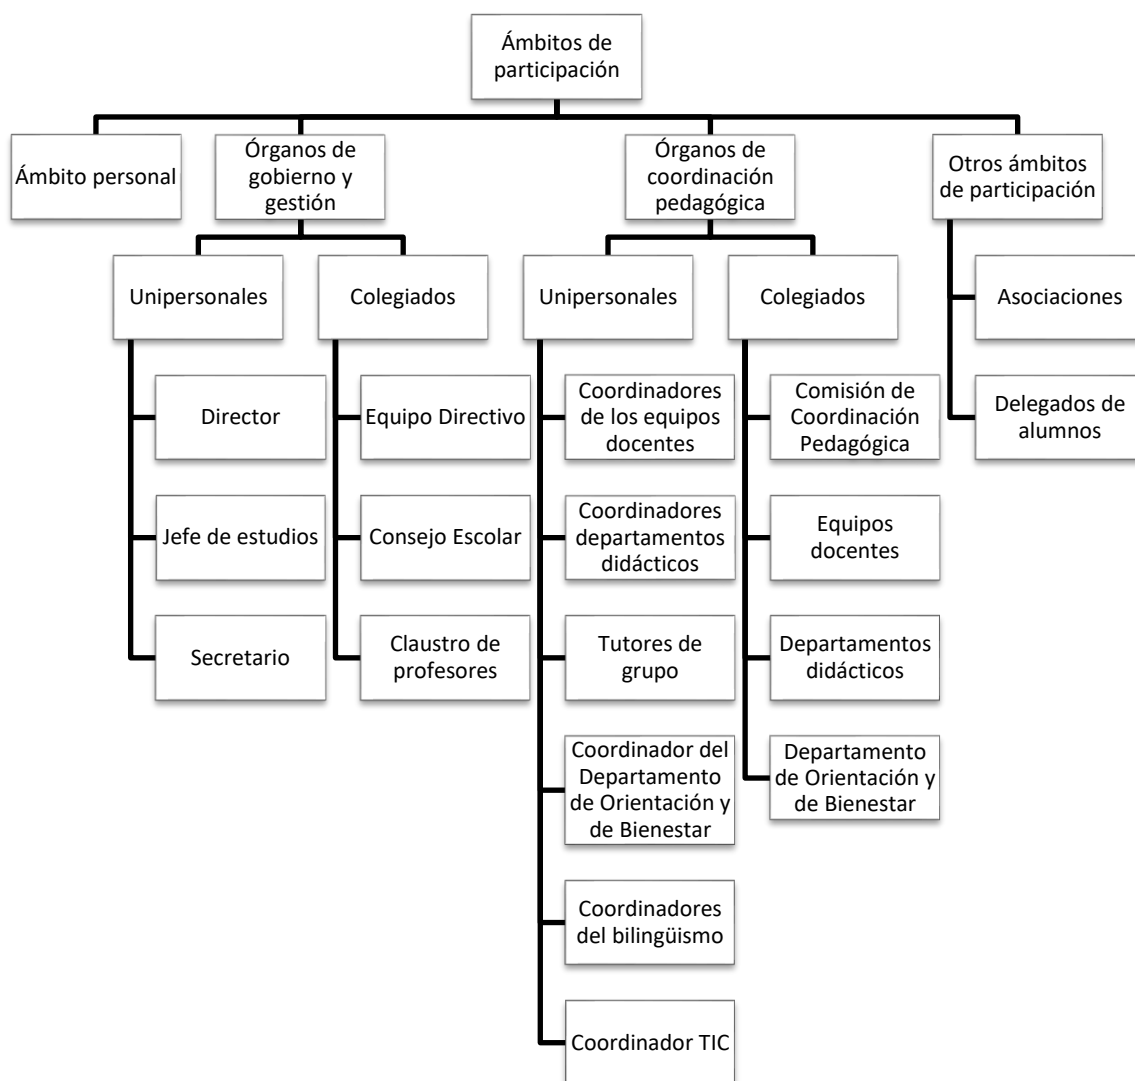 Ámbitos de
participación
Ámbito personal
Órganos de
gobierno y
gestión
Órganos de
coordinación
pedagógica
Otros ámbitos
de participación
Unipersonales
Colegiados
Unipersonales
Colegiados
Asociaciones
Delegados de
alumnos
Director
Jefe de estudios
Secretario
Equipo Directivo
Consejo Escolar
Claustro de
profesores
Coordinadores
de los equipos
docentes
Coordinadores
departamentos
didácticos
Tutores de
grupo
Coordinador del
Departamento
de Orientación y
de Bienestar
Coordinadores
del bilingüismo
Coordinador TIC
Comisión de
Coordinación
Pedagógica
Equipos
docentes
Departamentos
didácticos
Departamento
de Orientación y
de Bienestar